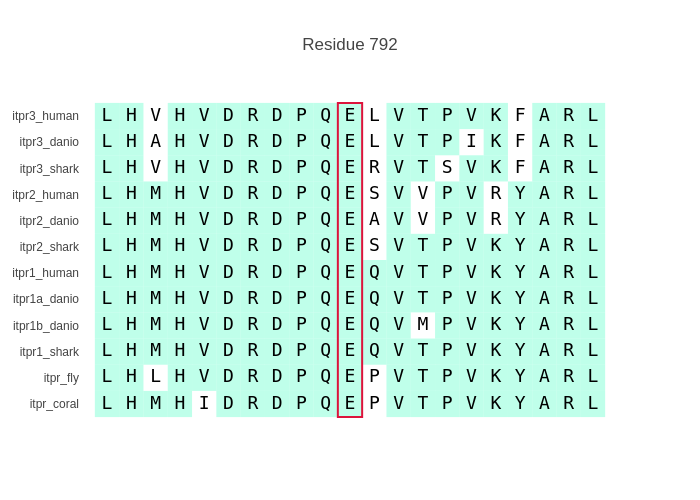 Residue 792
itpr3_human L H V H V D R D P Q E L V T P V K F A R L
itpr3_danio L H A H V D R D P Q E L V T P I K F A R L
itpr3_shark L H V H V D R D P Q E R V T S V K F A R L
itpr2_human L H M H V D R D P Q E S V V P V R Y A R L
itpr2_danio L H M H V D R D P Q E A V V P V R Y A R L
itpr2_shark L H M H V D R D P Q E S V T P V K Y A R L
itpr1_human L H M H V D R D P Q E Q V T P V K Y A R L
itpr1a_danio L H M H V D R D P Q E Q V T P V K Y A R L
itpr1b_danio L H M H V D R D P Q E Q V M P V K Y A R L
itpr1_shark L H M H V D R D P Q E Q V T P V K Y A R L
itpr_fly L H L H V D R D P Q E P V T P V K Y A R L
itpr_coral L H M H I D R D P Q E P V T P V K Y A R L